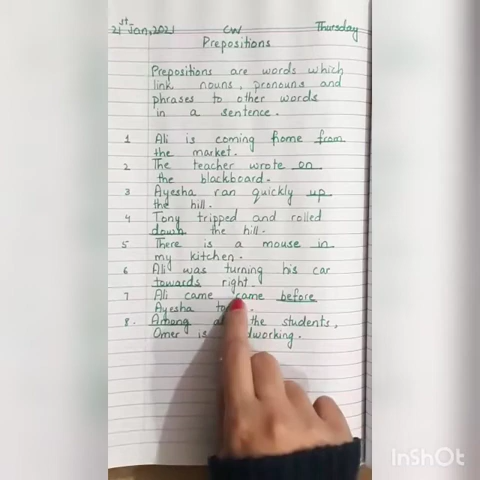 21st Jan, 2021 CW Thursday
Prepositions
Prepositions are words which
link nouns, pronouns and
phrases to other words
in a sentence.
1 Ali is coming home from
the market.
2 The teacher wrote on
the blackboard.
3 Ayesha ran quickly up
the hill.
4 Tony tripped and rolled
down the hill.
5 There is a mouse in
my kitchen.
6 Ali was turning his car
towards right.
7 Ali came came before
Ayesha
8. Among the students,
Omer is
InShOt